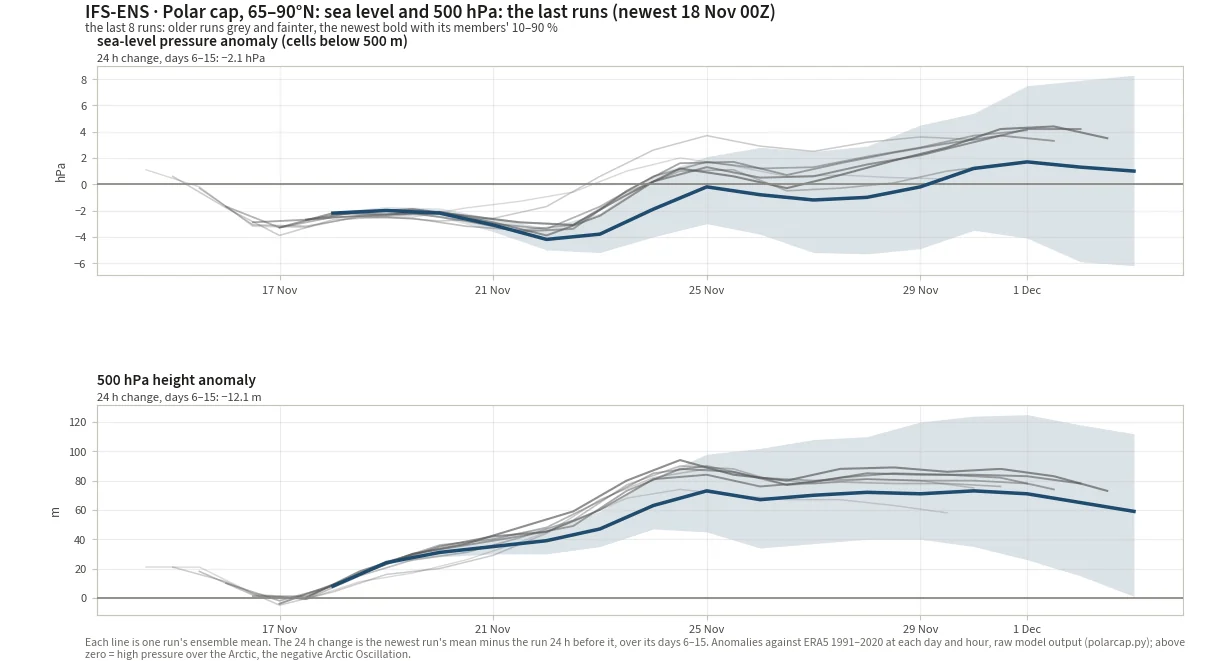 IFS-ENS · Polar cap, 65–90°N: sea level and 500 hPa: the last runs (newest 18 Nov 00Z)
the last 8 runs: older runs grey and fainter, the newest bold with its members' 10–90 %
sea-level pressure anomaly (cells below 500 m)
24 h change, days 6–15: −2.1 hPa
8
6
4
2
0
−2
−4
−6
hPa
17 Nov
21 Nov
25 Nov
29 Nov
1 Dec
500 hPa height anomaly
24 h change, days 6–15: −12.1 m
120
100
80
60
40
20
0
m
17 Nov
21 Nov
25 Nov
29 Nov
1 Dec
Each line is one run's ensemble mean. The 24 h change is the newest run's mean minus the run 24 h before it, over its days 6–15. Anomalies against ERA5 1991–2020 at each day and hour, raw model output (polarcap.py); above
zero = high pressure over the Arctic, the negative Arctic Oscillation.